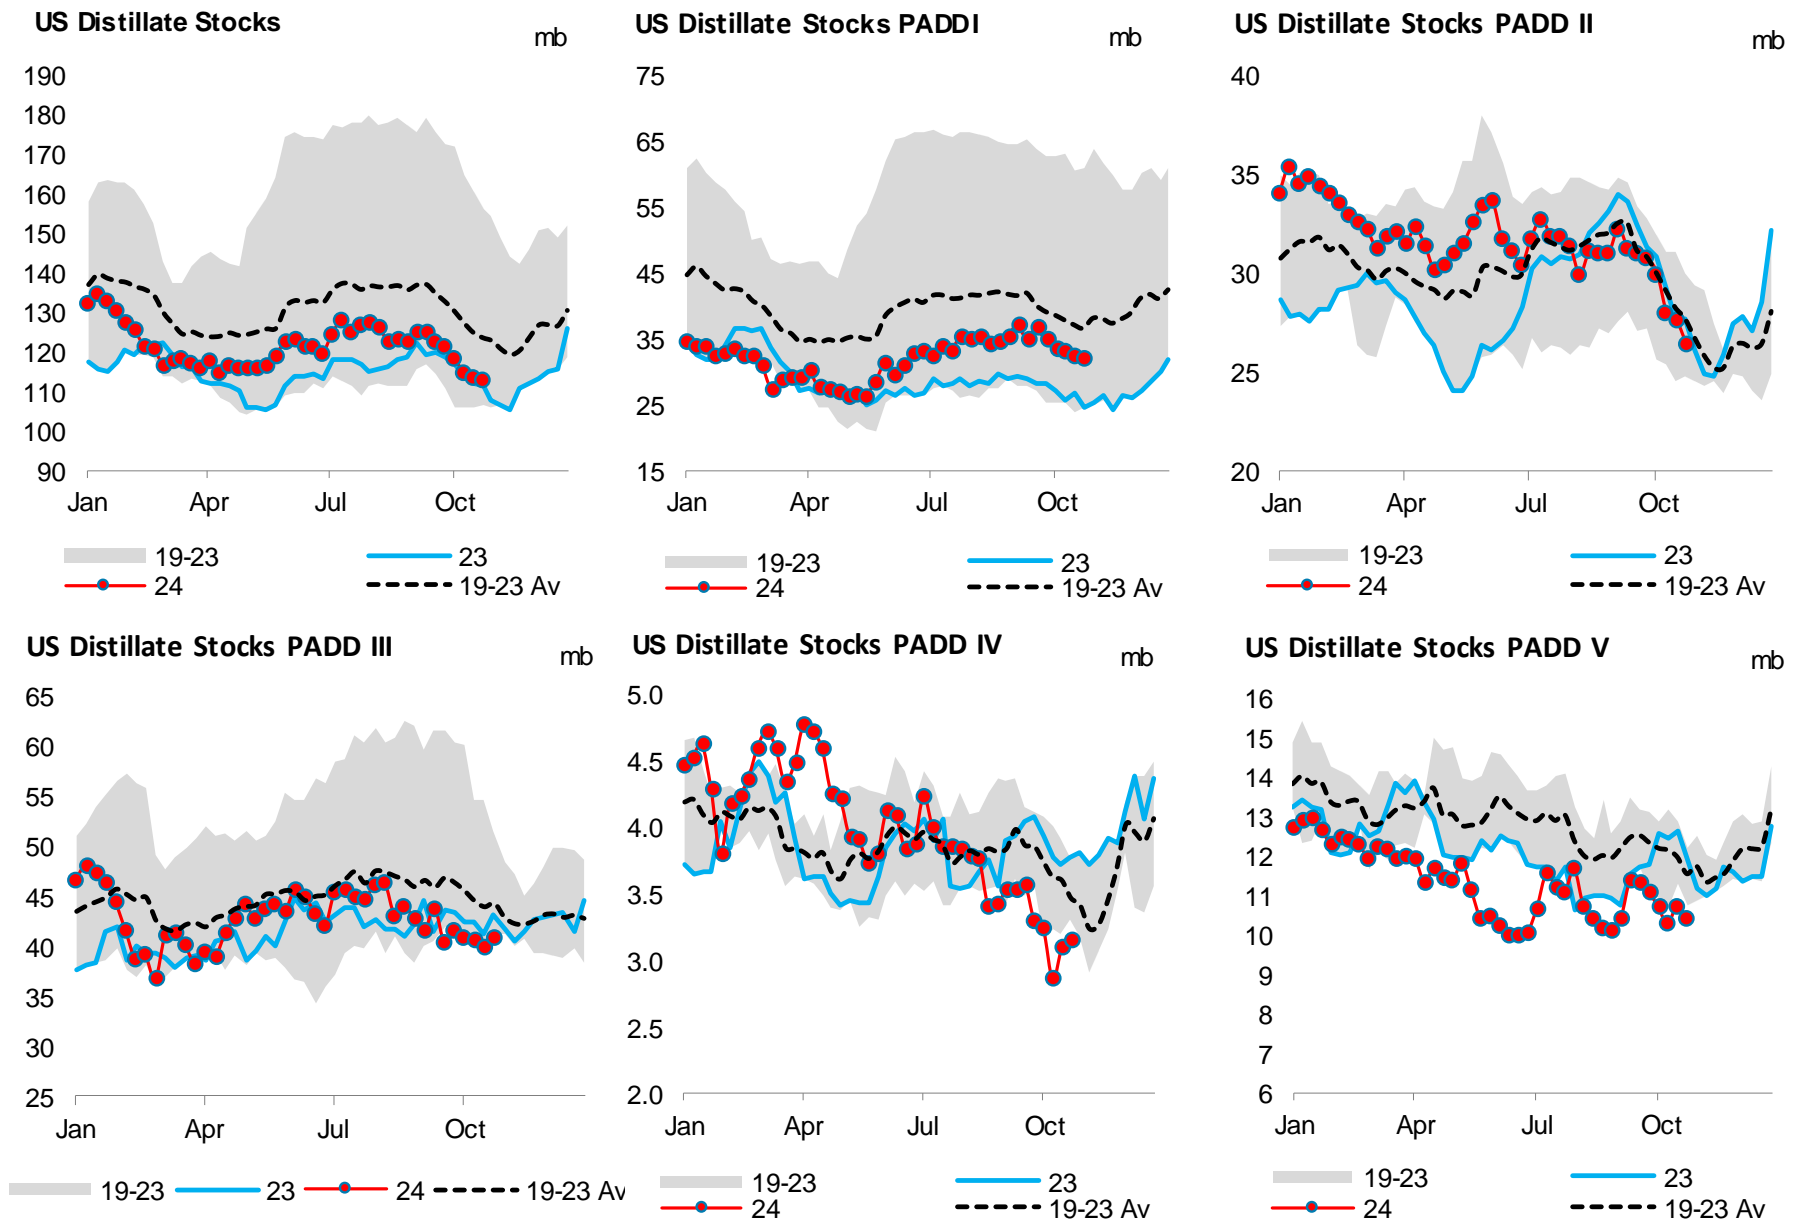 US Distillate Stocks
mb
190
180
170
160
150
140
130
120
110
100
90
Jan Apr Jul Oct
19-23 23
24 19-23 Av
US Distillate Stocks PADD I
mb
75
65
55
45
35
25
15
Jan Apr Jul Oct
19-23 23
24 19-23 Av
US Distillate Stocks PADD II
mb
40
35
30
25
20
Jan Apr Jul Oct
19-23 23
24 19-23 Av
US Distillate Stocks PADD III
mb
65
60
55
50
45
40
35
30
25
Jan Apr Jul Oct
19-23 23 24 19-23 Av
US Distillate Stocks PADD IV
mb
5.0
4.5
4.0
3.5
3.0
2.5
2.0
Jan Apr Jul Oct
19-23 23
24 19-23 Av
US Distillate Stocks PADD V
mb
16
15
14
13
12
11
10
9
8
7
6
Jan Apr Jul Oct
19-23 23
24 19-23 Av